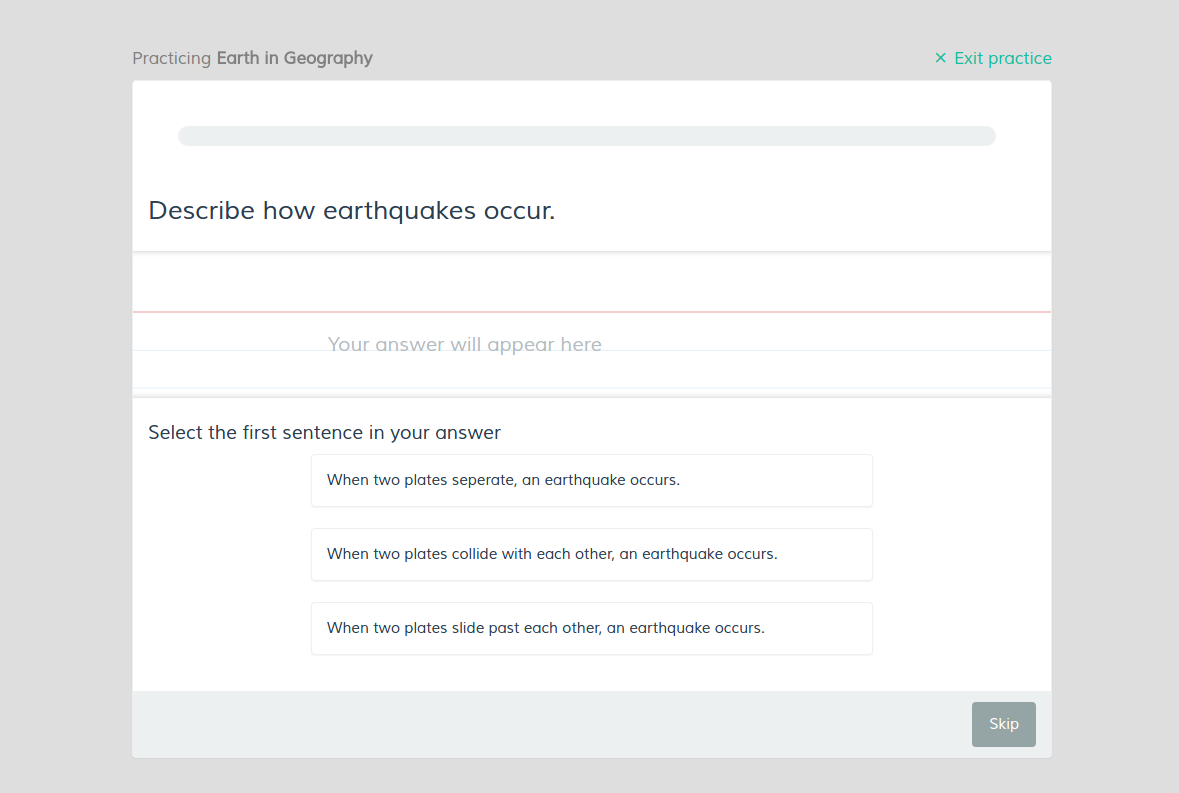 Practicing Earth in Geography
× Exit practice
Describe how earthquakes occur.
Your answer will appear here
Select the first sentence in your answer
When two plates seperate, an earthquake occurs.
When two plates collide with each other, an earthquake occurs.
When two plates slide past each other, an earthquake occurs.
Skip